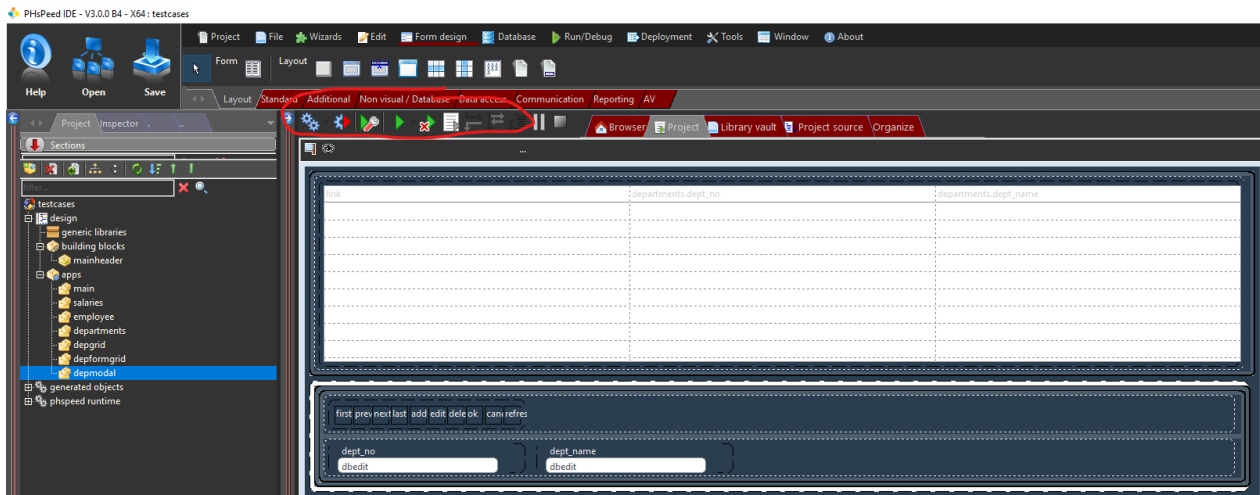 PHsPeed IDE - V3.0.0 B4 - X64 : testcases
Project File Wizards Edit Form design Database Run/Debug Deployment Tools Window About
Form Layout
Help Open Save
Layout Standard Additional Non visual / Database Data access Communication Reporting AV
Project Inspector . ..
Browser Project Library vault Project source Organize
Sections
...
filter...
link departments.dept_no departments.dept_name
testcases
design
generic libraries
building blocks
mainheader
apps
main
salaries
employee
departments
depgrid
depformgrid
depmodal
generated objects
phspeed runtime
first prev next last add edit dele ok canc refres
dept_no dept_name
dbedit dbedit